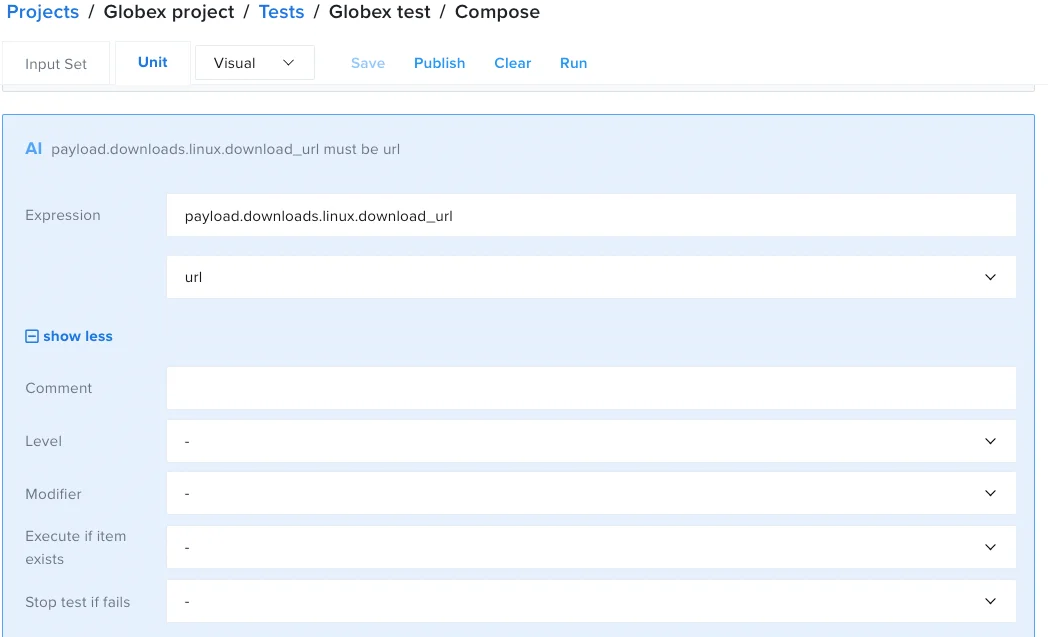 Projects / Globex project / Tests / Globex test / Compose
Input Set Unit Visual Save Publish Clear Run
AI payload.downloads.linux.download_url must be url
Expression payload.downloads.linux.download_url
url
show less
Comment
Level -
Modifier -
Execute if item
exists -
Stop test if fails -